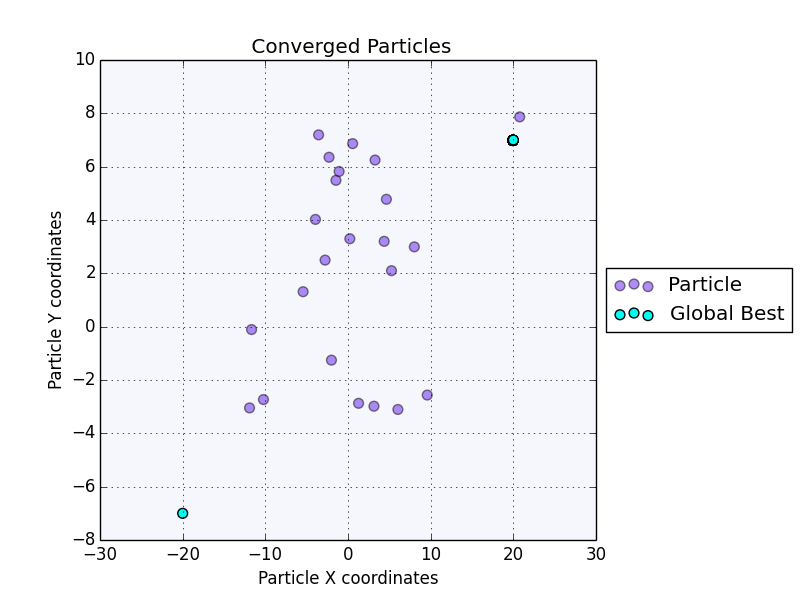 Converged Particles
10
8
6
4
2
0
−2
−4
−6
−8
Particle Y coordinates
−30 −20 −10 0 10 20 30
Particle X coordinates
Particle
Global Best